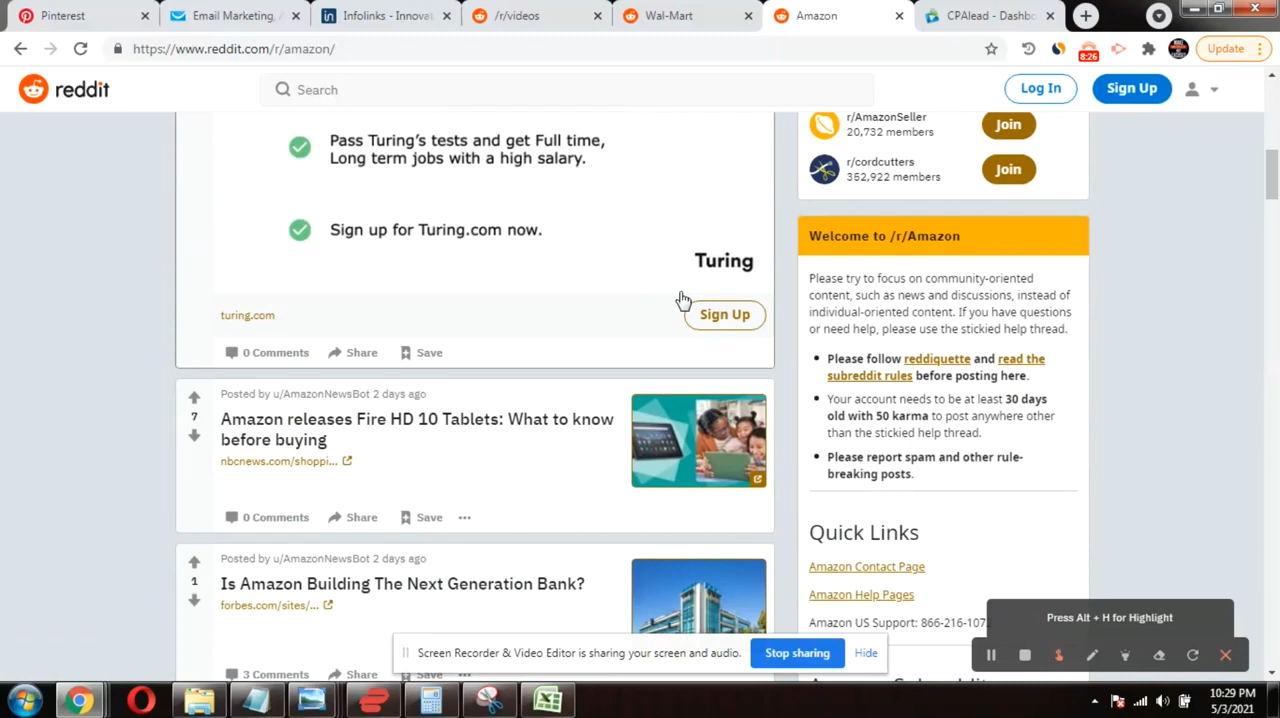 Pinterest
Email Marketing,
Infolinks - Innovat
/r/videos
Wal-Mart
Amazon
CPAlead - Dashbo
https://www.reddit.com/r/amazon/
8:26
Update
reddit
Search
Log In
Sign Up
Pass Turing's tests and get Full time,
Long term jobs with a high salary.
Sign up for Turing.com now.
Turing
turing.com
Sign Up
0 Comments
Share
Save
Posted by u/AmazonNewsBot 2 days ago
7
Amazon releases Fire HD 10 Tablets: What to know
before buying
nbcnews.com/shoppi...
0 Comments
Share
Save
Posted by u/AmazonNewsBot 2 days ago
1
Is Amazon Building The Next Generation Bank?
forbes.com/sites/...
3 Comments
Share
Save
r/AmazonSeller
20,732 members
Join
r/cordcutters
352,922 members
Join
Welcome to /r/Amazon
Please try to focus on community-oriented
content, such as news and discussions, instead of
individual-oriented content. If you have questions
or need help, please use the stickied help thread.
Please follow reddiquette and read the
subreddit rules before posting here.
Your account needs to be at least 30 days
old with 50 karma to post anywhere other
than the stickied help thread.
Please report spam and other rule-
breaking posts.
Quick Links
Amazon Contact Page
Amazon Help Pages
Amazon US Support: 866-216-107
Press Alt + H for Highlight
Screen Recorder & Video Editor is sharing your screen and audio.
Stop sharing
Hide
10:29 PM
5/3/2021